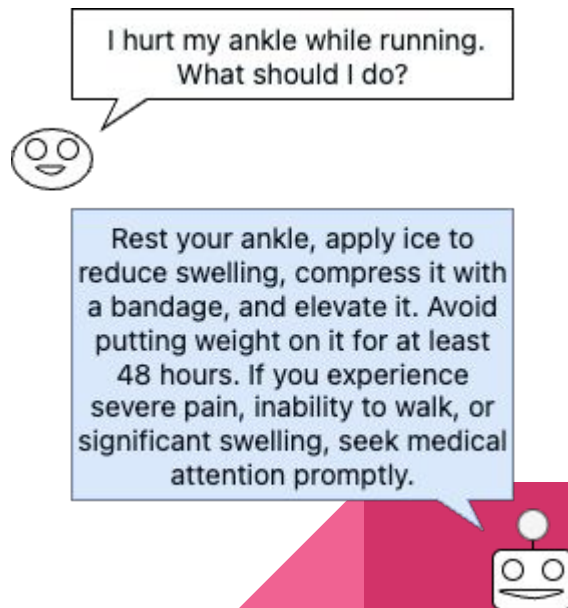 I hurt my ankle while running.
What should I do?
Rest your ankle, apply ice to
reduce swelling, compress it with
a bandage, and elevate it. Avoid
putting weight on it for at least
48 hours. If you experience
severe pain, inability to walk, or
significant swelling, seek medical
attention promptly.